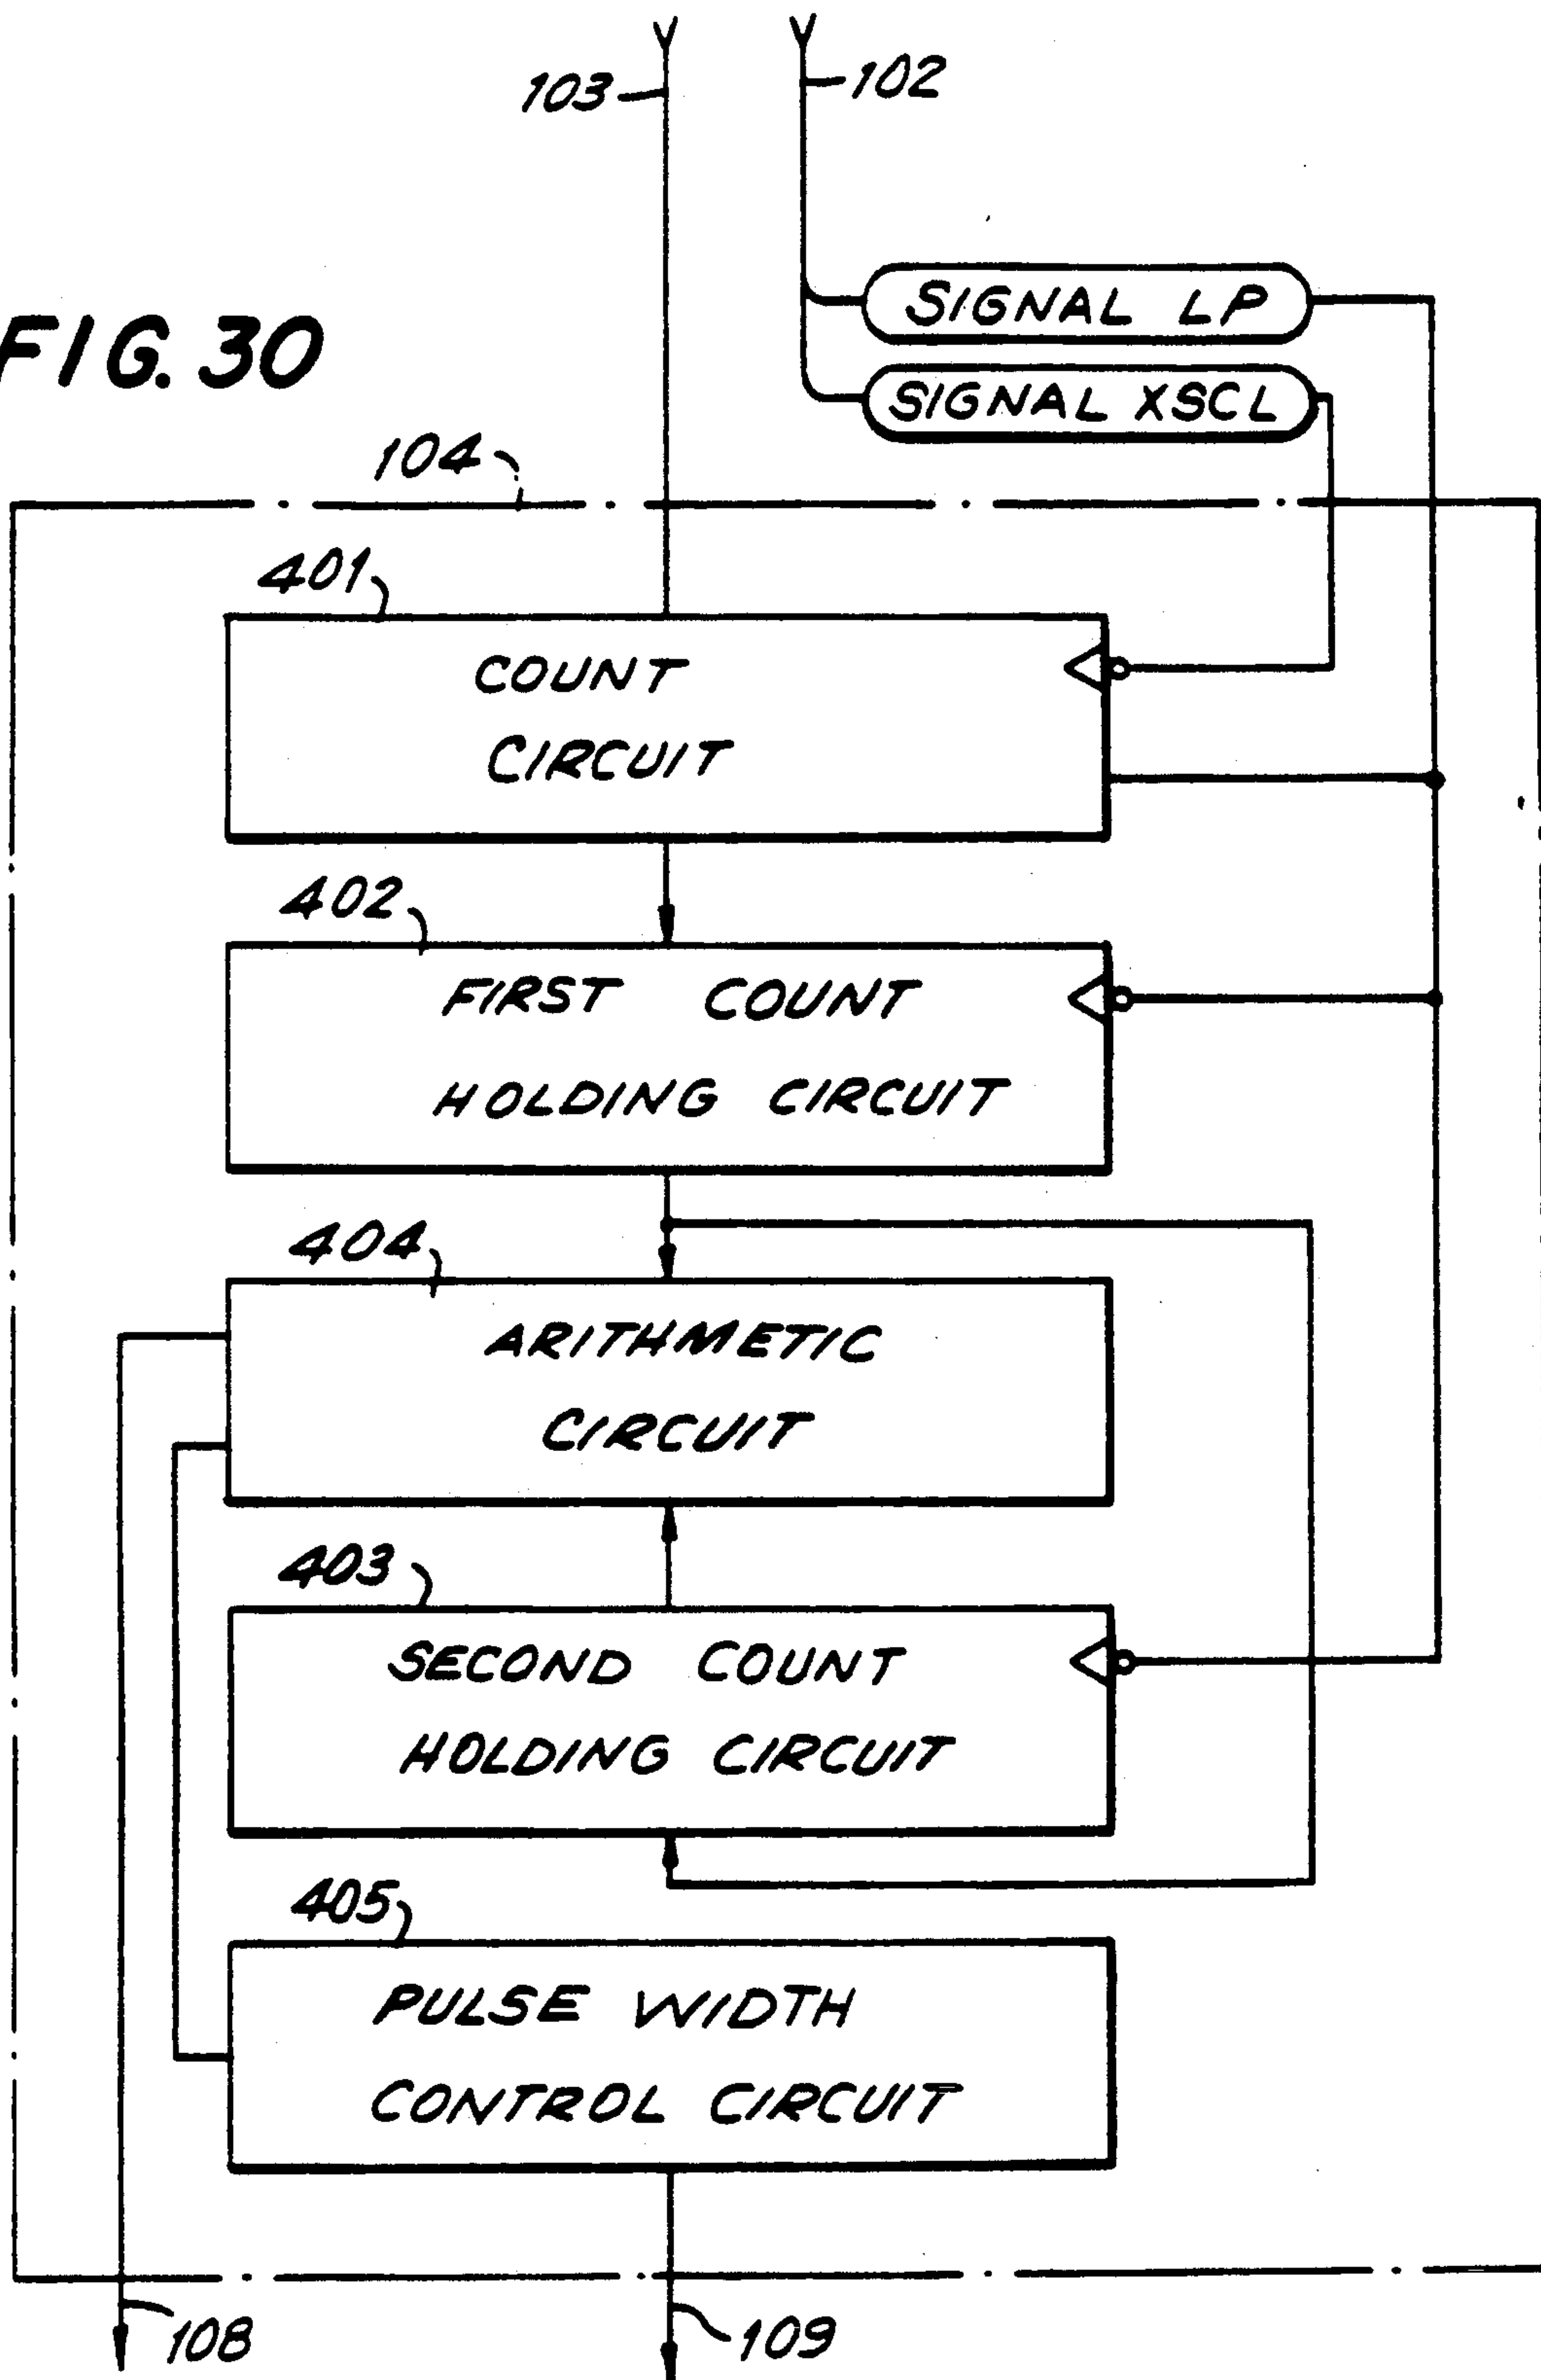 103
102
SIGNAL LP
FIG. 30
SIGNAL XSCL
104
401
COUNT
CIRCUIT
402
FIRST COUNT
HOLDING CIRCUIT
404
ARITHMETIC
CIRCUIT
403
SECOND COUNT
HOLDING CIRCUIT
405
PULSE WIDTH
CONTROL CIRCUIT
108
109